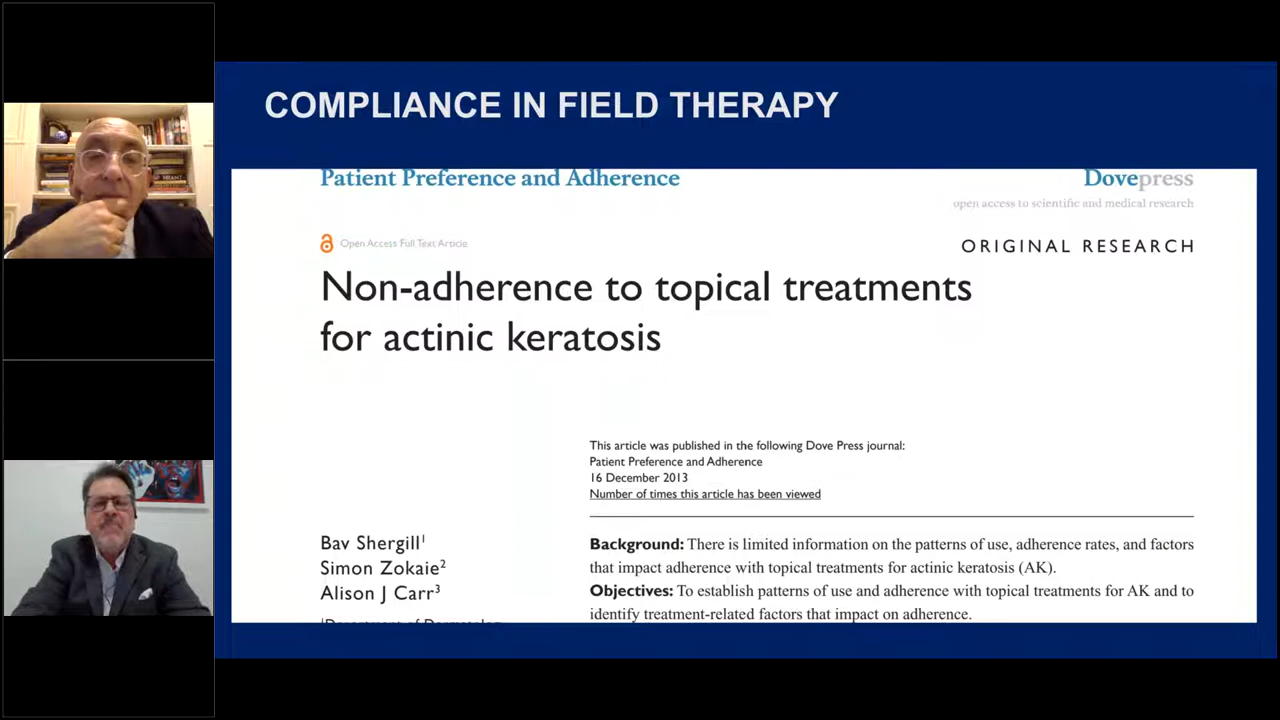 COMPLIANCE IN FIELD THERAPY
Patient Preference and Adherence
Dovepress
open access to scientific and medical research
Open Access Full Text Article
ORIGINAL RESEARCH
Non-adherence to topical treatments
for actinic keratosis
This article was published in the following Dove Press journal:
Patient Preference and Adherence
16 December 2013
Number of times this article has been viewed
Bav Shergill¹
Simon Zokaie²
Alison J Carr³
¹Department of Dermatology
Background: There is limited information on the patterns of use, adherence rates, and factors
that impact adherence with topical treatments for actinic keratosis (AK).
Objectives: To establish patterns of use and adherence with topical treatments for AK and to
identify treatment-related factors that impact on adherence.